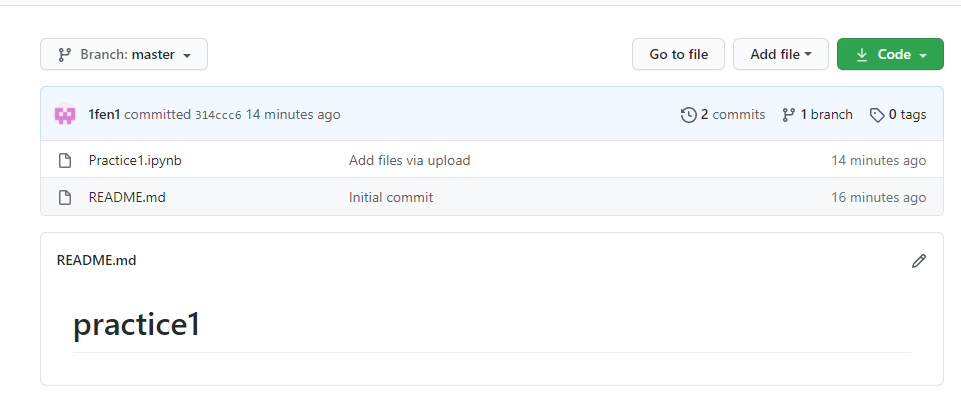 Branch: master Go to file Add file Code
1fen1 committed 314ccc6 14 minutes ago 2 commits 1 branch 0 tags
Practice1.ipynb Add files via upload 14 minutes ago
README.md Initial commit 16 minutes ago
README.md
practice1